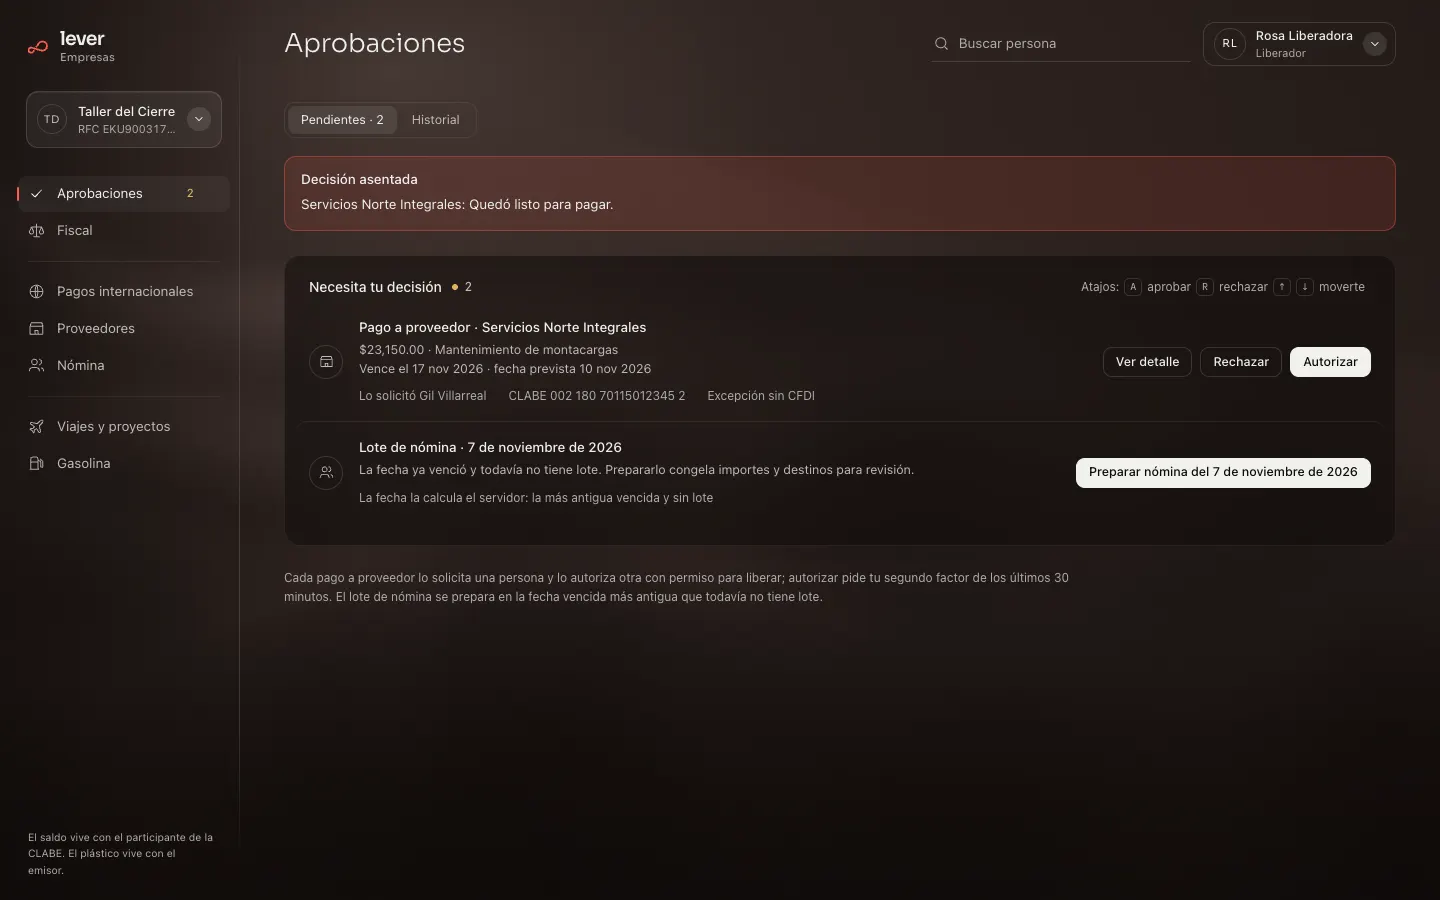 lever
Empresas
Aprobaciones
Buscar persona
RL
Rosa Liberadora
Liberador
TD
Taller del Cierre
RFC EKU900317...
Pendientes · 2
Historial
Aprobaciones
2
Fiscal
Pagos internacionales
Proveedores
Nómina
Viajes y proyectos
Gasolina
Decisión asentada
Servicios Norte Integrales: Quedó listo para pagar.
Necesita tu decisión
2
Atajos: A aprobar R rechazar ↑ ↓ moverte
Pago a proveedor · Servicios Norte Integrales
$23,150.00 · Mantenimiento de montacargas
Vence el 17 nov 2026 · fecha prevista 10 nov 2026
Lo solicitó Gil Villarreal
CLABE 002 180 70115012345 2
Excepción sin CFDI
Ver detalle
Rechazar
Autorizar
Lote de nómina · 7 de noviembre de 2026
La fecha ya venció y todavía no tiene lote. Prepararlo congela importes y destinos para revisión.
La fecha la calcula el servidor: la más antigua vencida y sin lote
Preparar nómina del 7 de noviembre de 2026
Cada pago a proveedor lo solicita una persona y lo autoriza otra con permiso para liberar; autorizar pide tu segundo factor de los últimos 30
minutos. El lote de nómina se prepara en la fecha vencida más antigua que todavía no tiene lote.
El saldo vive con el participante de la
CLABE. El plástico vive con el
emisor.